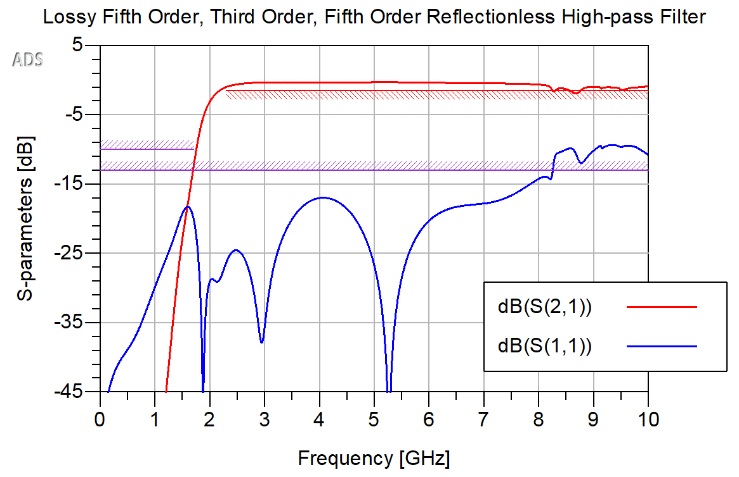 Lossy Fifth Order, Third Order, Fifth Order Reflectionless High-pass Filter
ADS
5
-5
-15
-25
-35
-45
S-parameters [dB]
dB(S(2,1))
dB(S(1,1))
0 1 2 3 4 5 6 7 8 9 10
Frequency [GHz]